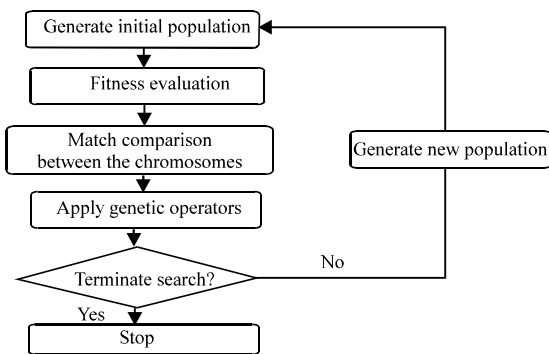 Generate initial population
Fitness evaluation
Match comparison
between the chromosomes
Generate new population
Apply genetic operators
Terminate search?
No
Yes
Stop